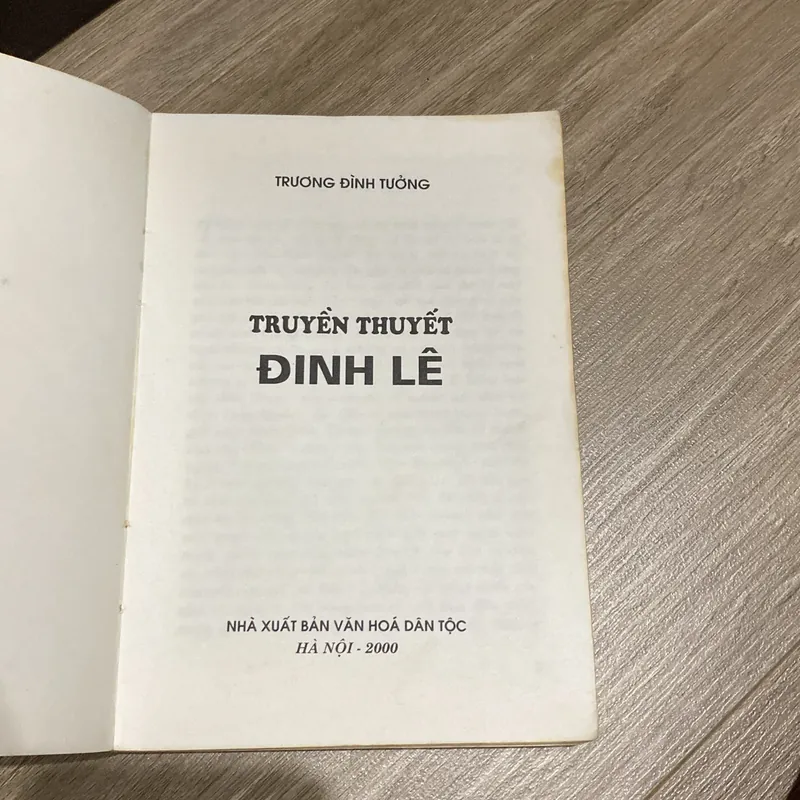 TRƯƠNG ĐÌNH TƯỞNG
TRUYỀN THUYẾT
ĐINH LÊ
NHÀ XUẤT BẢN VĂN HOÁ DÂN TỘC
HÀ NỘI - 2000